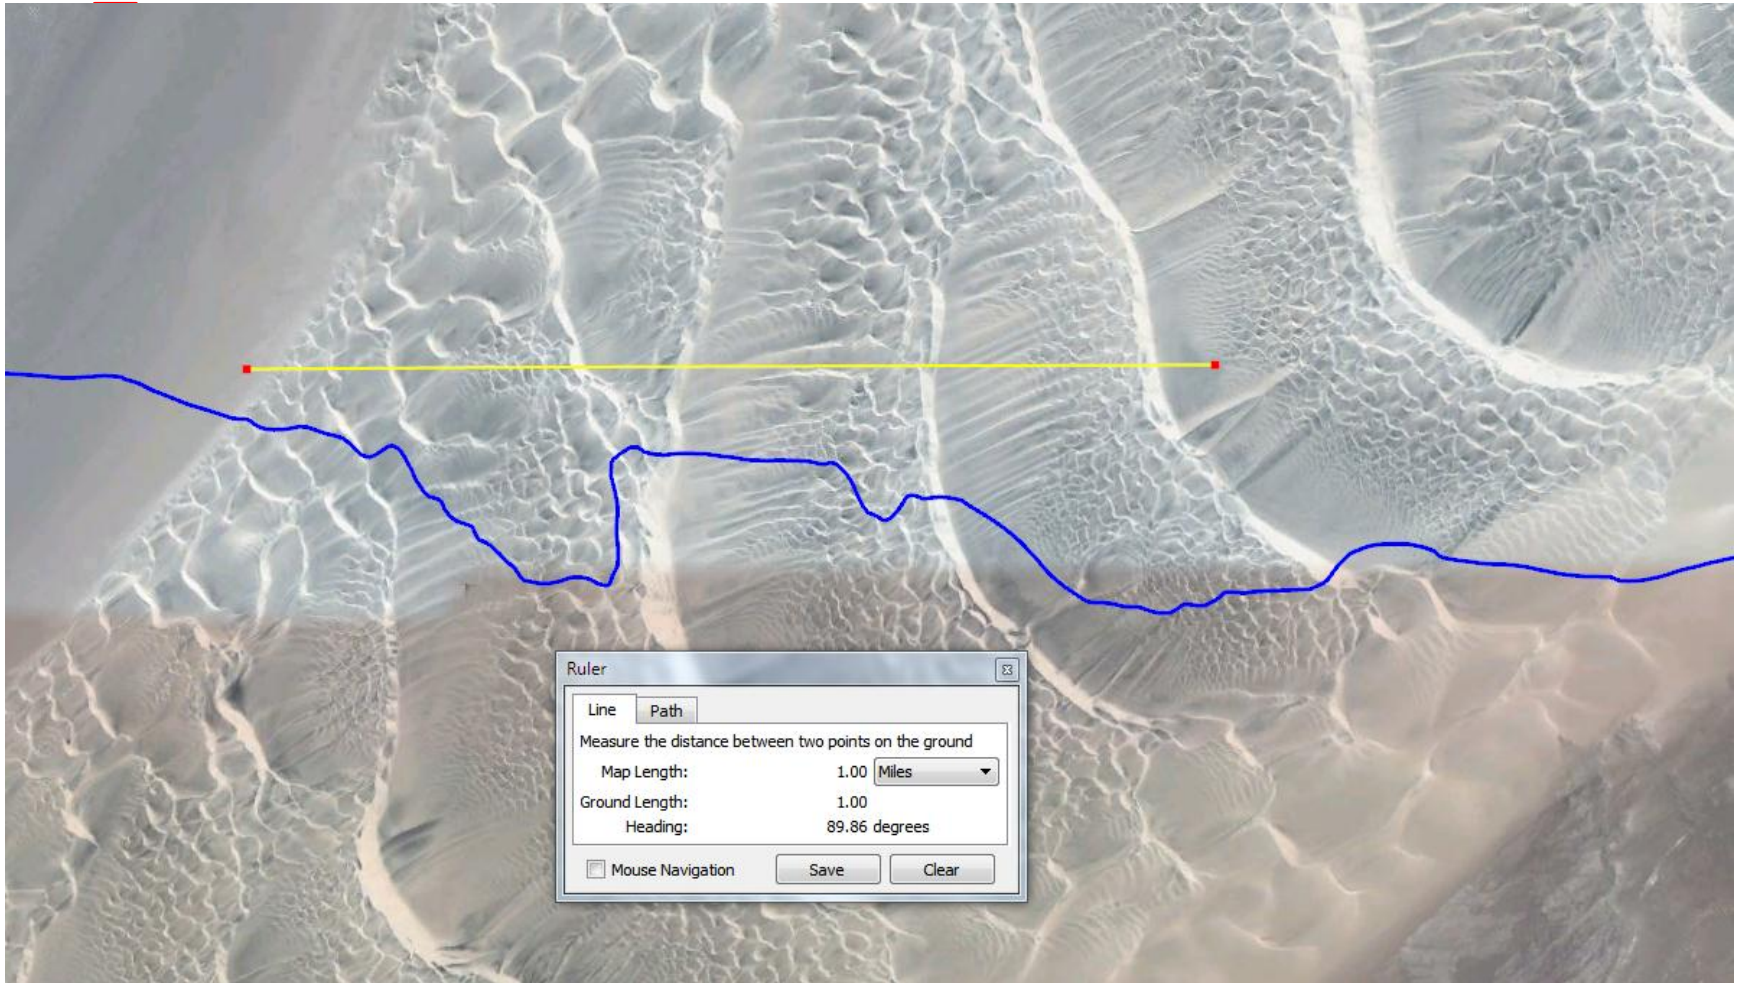 Ruler
Line Path
Measure the distance between two points on the ground
Map Length: 1.00 Miles
Ground Length: 1.00
Heading: 89.86 degrees
Mouse Navigation Save Clear